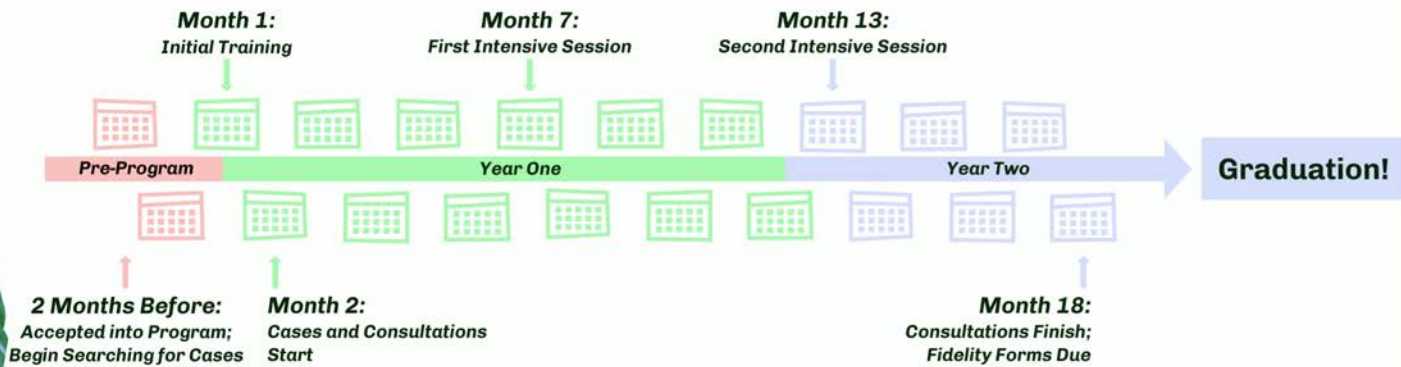 Month 1:
Initial Training
Month 7:
First Intensive Session
Month 13:
Second Intensive Session
Pre-Program
Year One
Year Two
Graduation!
2 Months Before:
Accepted into Program;
Begin Searching for Cases
Month 2:
Cases and Consultations
Start
Month 18:
Consultations Finish;
Fidelity Forms Due